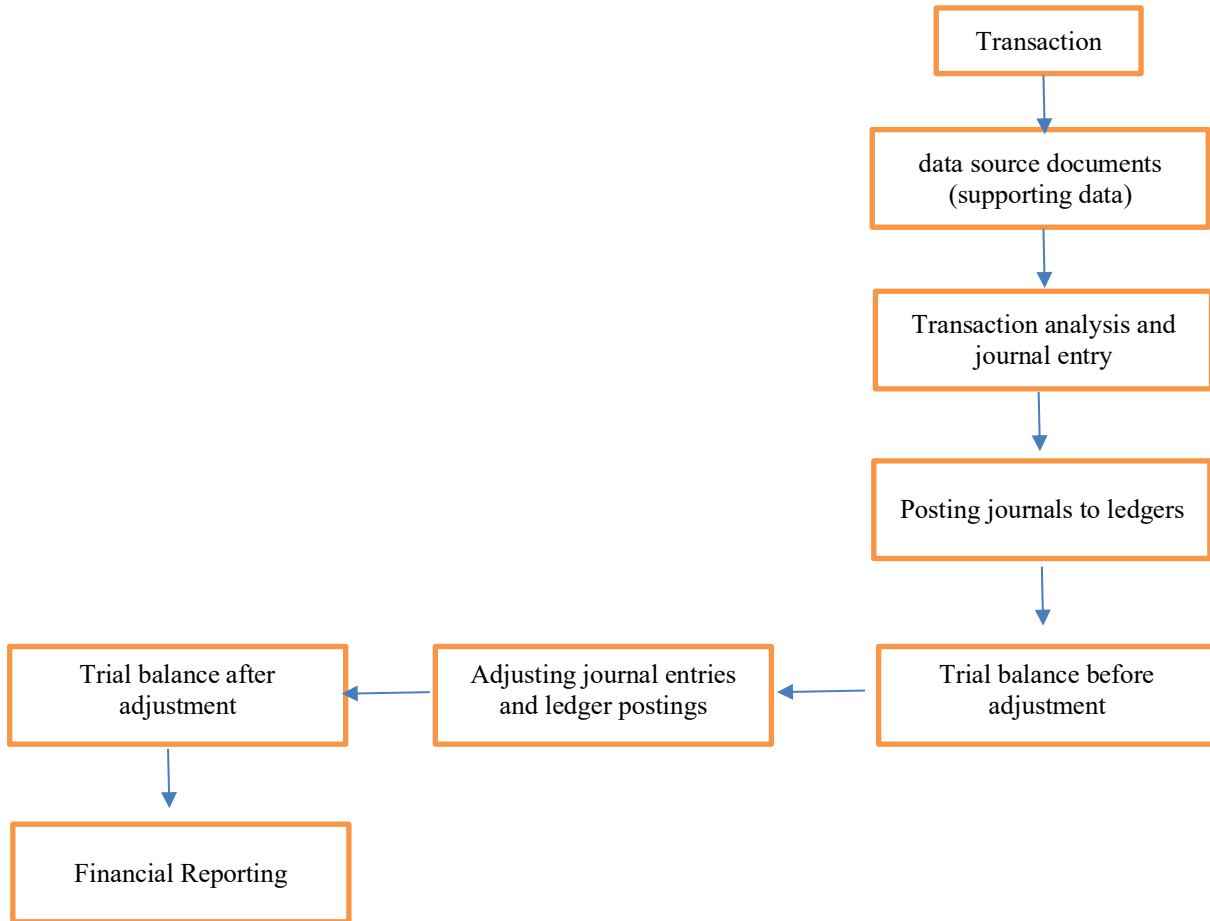 Transaction
data source documents
(supporting data)
Transaction analysis and
journal entry
Posting journals to ledgers
Trial balance before
adjustment
Adjusting journal entries
and ledger postings
Trial balance after
adjustment
Financial Reporting